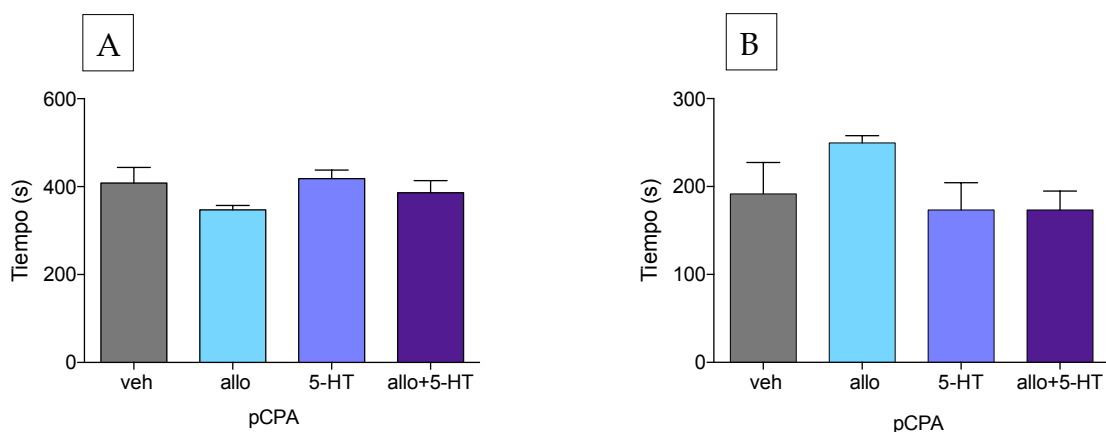 A
600
400
200
0
Tiempo (s)
veh allo 5-HT allo+5-HT
pCPA
B
300
200
100
0
Tiempo (s)
veh allo 5-HT allo+5-HT
pCPA